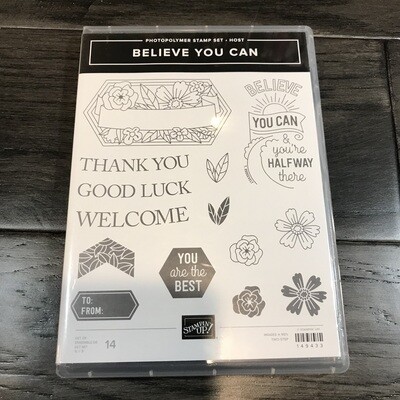 PHOTOPOLYMER STAMP SET • HOST
BELIEVE YOU CAN
BELIEVE
YOU CAN
&
you're
HALFWAY
there
THANK YOU
GOOD LUCK
WELCOME
YOU
are the
BEST
TO:
FROM:
14
STAMPIN' UP!